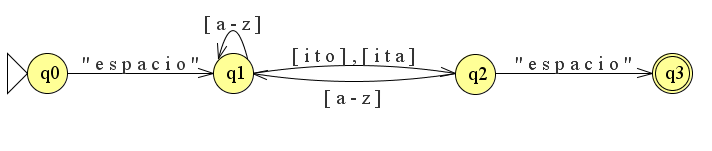 [ a - z ]
"espacio"
[ito],[ita]
"espacio"
q0
q1
q2
q3
[ a - z ]